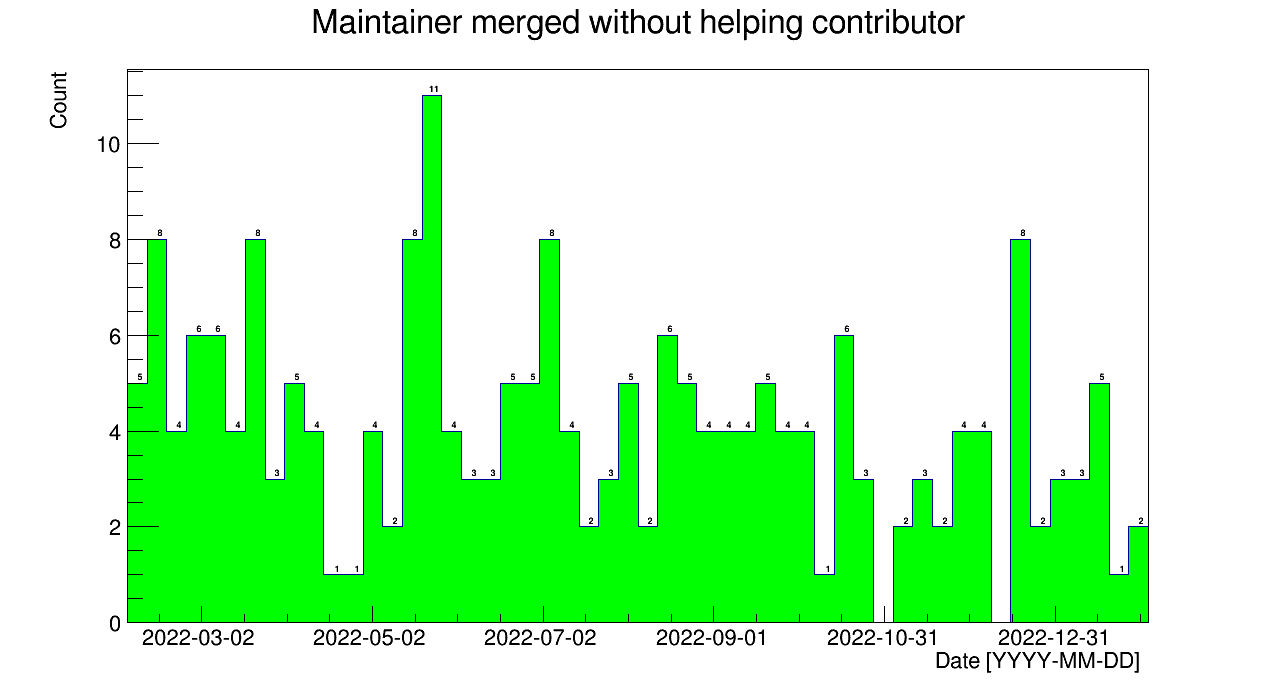 Maintainer merged without helping contributor
Count
11
10
8 8 8 8 8 8
6 6 6 6
5 5 5 5 5 5 5 5
4 4 4 4 4 4 4 4 4 4 4 4 4 4
3 3 3 3 3 3 3 3
2 2 2 2 2 2 2 2
1 1 1 1
0
2022-03-02 2022-05-02 2022-07-02 2022-09-01 2022-10-31 2022-12-31
Date [YYYY-MM-DD]